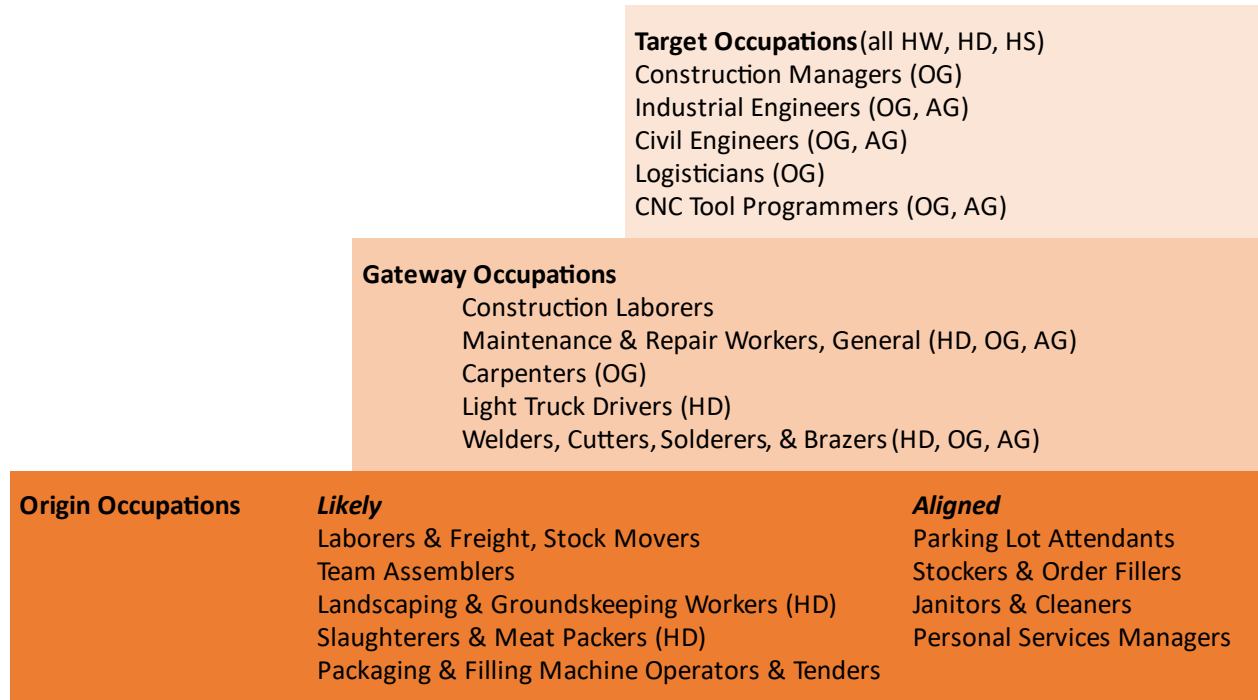 Target Occupations (all HW, HD, HS)
Construction Managers (OG)
Industrial Engineers (OG, AG)
Civil Engineers (OG, AG)
Logisticians (OG)
CNC Tool Programmers (OG, AG)
Gateway Occupations
Construction Laborers
Maintenance & Repair Workers, General (HD, OG, AG)
Carpenters (OG)
Light Truck Drivers (HD)
Welders, Cutters, Solderers, & Brazers (HD, OG, AG)
Origin Occupations
Likely
Laborers & Freight, Stock Movers
Team Assemblers
Landscaping & Groundskeeping Workers (HD)
Slaughterers & Meat Packers (HD)
Packaging & Filling Machine Operators & Tenders
Aligned
Parking Lot Attendants
Stockers & Order Fillers
Janitors & Cleaners
Personal Services Managers